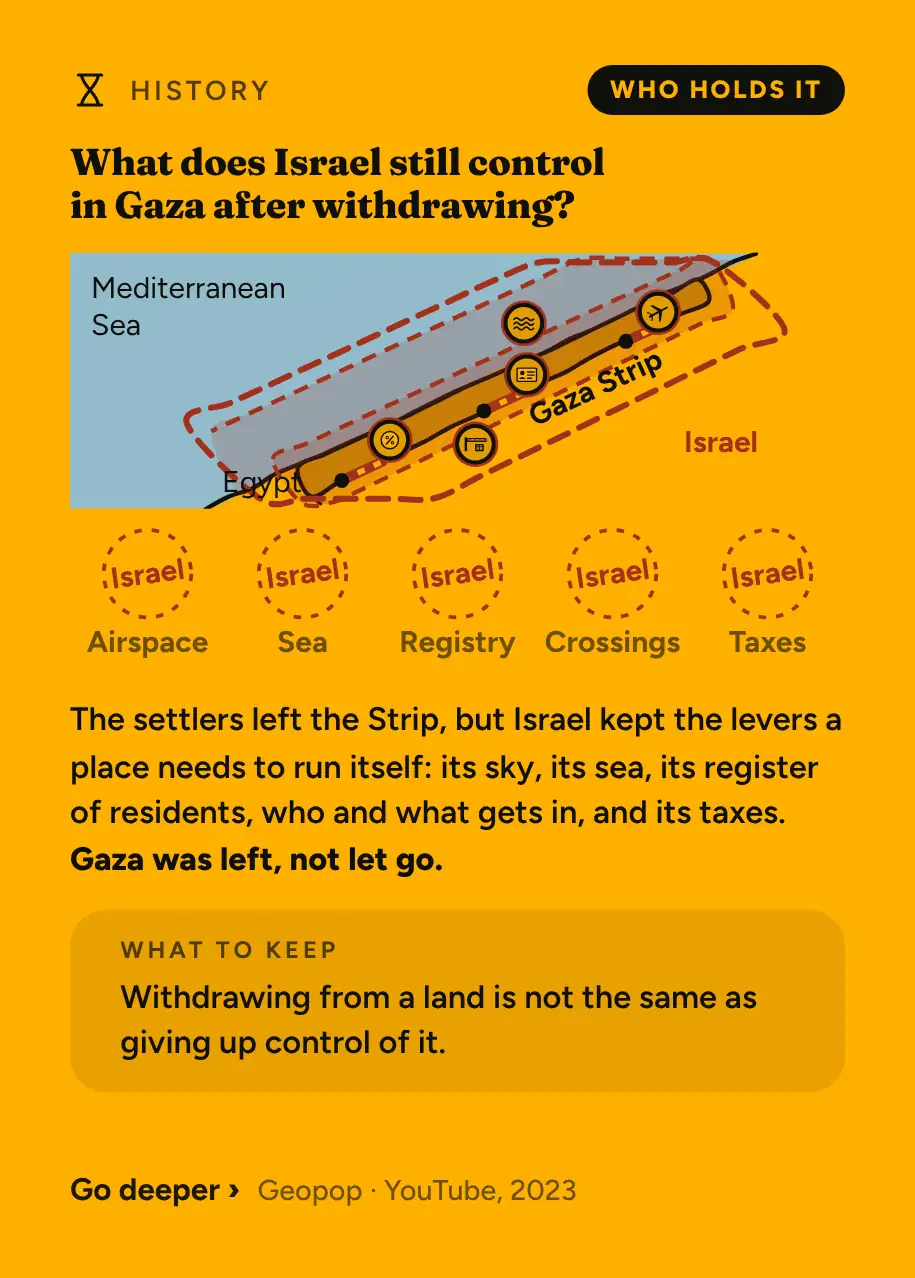 HISTORY
WHO HOLDS IT
What does Israel still control
in Gaza after withdrawing?
Mediterranean
Sea
Gaza Strip
Israel
Egypt
Israel
Israel
Israel
Israel
Israel
Airspace
Sea
Registry
Crossings
Taxes
The settlers left the Strip, but Israel kept the levers a
place needs to run itself: its sky, its sea, its register
of residents, who and what gets in, and its taxes.
Gaza was left, not let go.
WHAT TO KEEP
Withdrawing from a land is not the same as
giving up control of it.
Go deeper › Geopop · YouTube, 2023